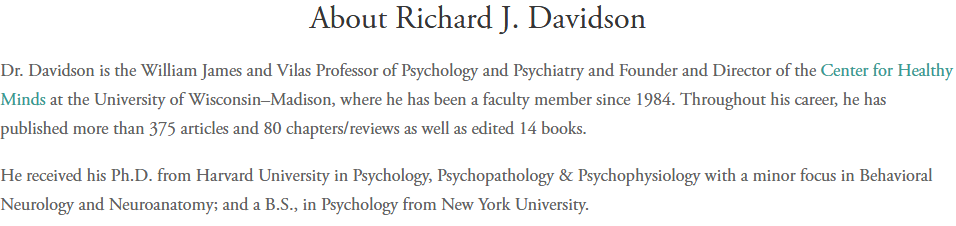 About Richard J. Davidson
Dr. Davidson is the William James and Vilas Professor of Psychology and Psychiatry and Founder and Director of the Center for Healthy
Minds at the University of Wisconsin–Madison, where he has been a faculty member since 1984. Throughout his career, he has
published more than 375 articles and 80 chapters/reviews as well as edited 14 books.
He received his Ph.D. from Harvard University in Psychology, Psychopathology & Psychophysiology with a minor focus in Behavioral
Neurology and Neuroanatomy; and a B.S., in Psychology from New York University.